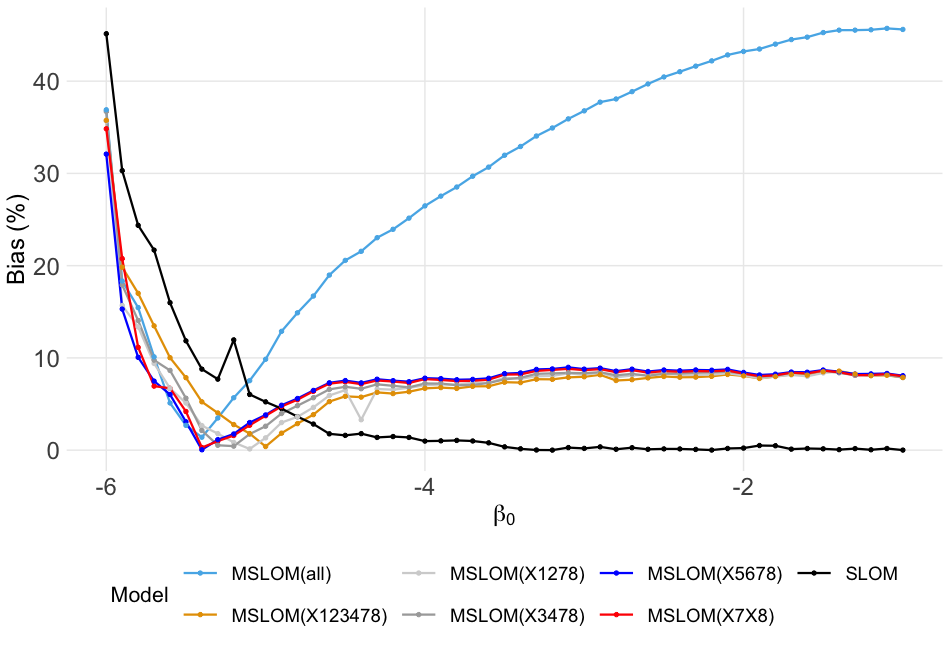 40
30
20
10
0
Bias (%)
-6 -4 -2
β0
Model
MSLOM(all) MSLOM(X1278) MSLOM(X5678) SLOM
MSLOM(X123478) MSLOM(X3478) MSLOM(X7X8)